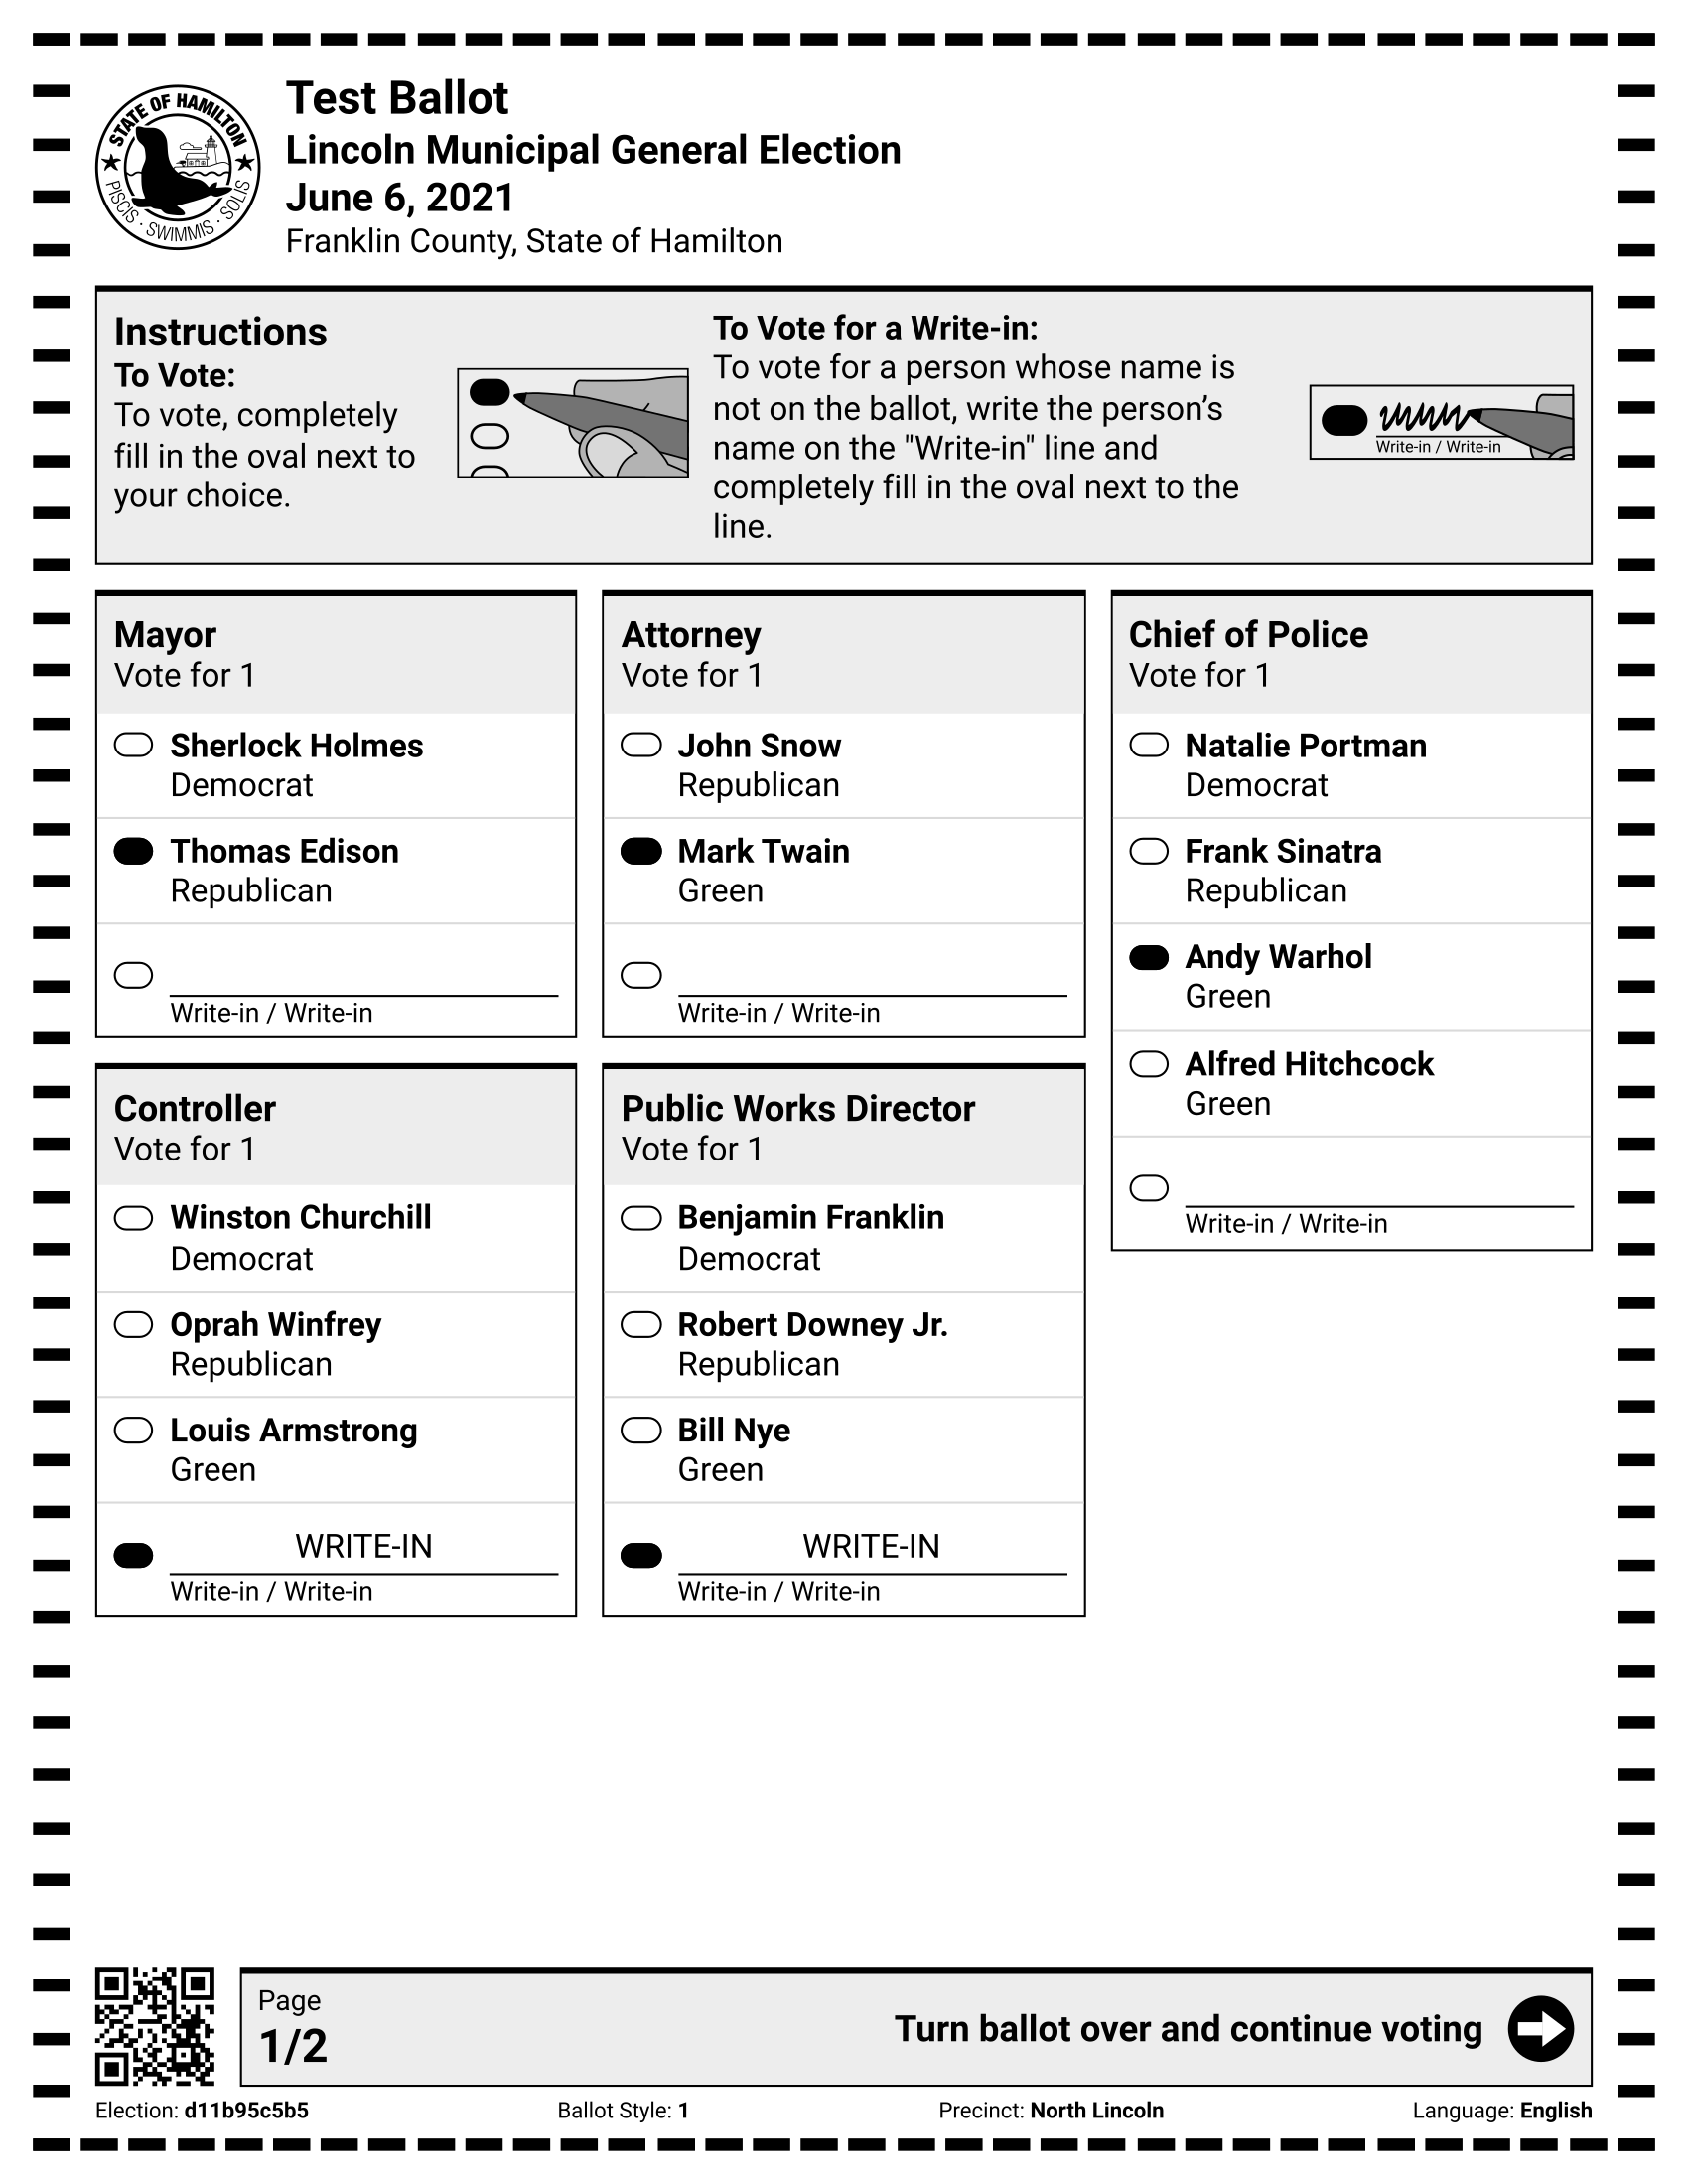 STATE OF HAMILTON
PISCIS · SWIMMIS · SOLIS
Test Ballot
Lincoln Municipal General Election
June 6, 2021
Franklin County, State of Hamilton
Instructions
To Vote:
To vote, completely
fill in the oval next to
your choice.
To Vote for a Write-in:
To vote for a person whose name is
not on the ballot, write the person’s
name on the "Write-in" line and
completely fill in the oval next to the
line.
Write-in / Write-in
Mayor
Vote for 1
Sherlock Holmes
Democrat
Thomas Edison
Republican
Write-in / Write-in
Controller
Vote for 1
Winston Churchill
Democrat
Oprah Winfrey
Republican
Louis Armstrong
Green
WRITE-IN
Write-in / Write-in
Attorney
Vote for 1
John Snow
Republican
Mark Twain
Green
Write-in / Write-in
Public Works Director
Vote for 1
Benjamin Franklin
Democrat
Robert Downey Jr.
Republican
Bill Nye
Green
WRITE-IN
Write-in / Write-in
Chief of Police
Vote for 1
Natalie Portman
Democrat
Frank Sinatra
Republican
Andy Warhol
Green
Alfred Hitchcock
Green
Write-in / Write-in
Page
1/2
Turn ballot over and continue voting
Election: d11b95c5b5 Ballot Style: 1 Precinct: North Lincoln Language: English